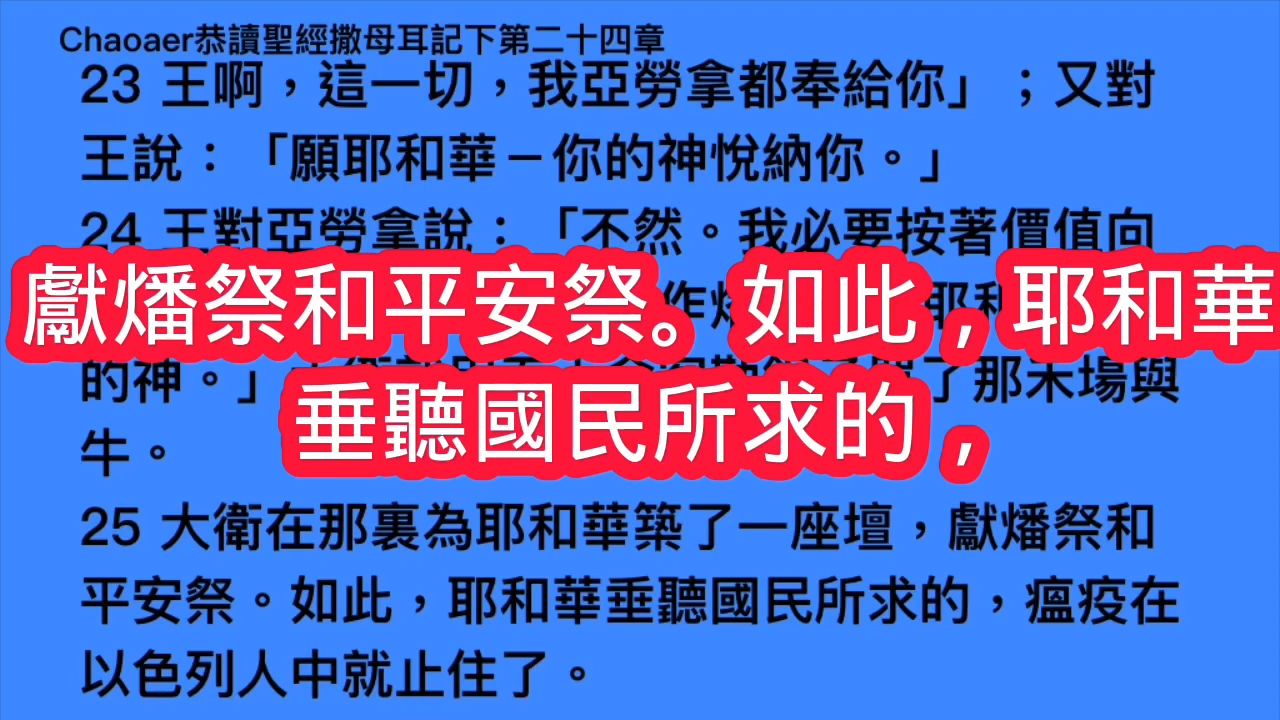 Chaoaer恭讀聖經撒母耳記下第二十四章
23 王啊，這一切，我亞勞拿都奉給你」；又對
王說：「願耶和華－你的神悅納你。」
24 王對亞勞拿說：「不然。我必要按著價值向
獻燔祭和平安祭。如此，耶和華
垂聽國民所求的，
的神。」
了那禾場與
牛。
25 大衛在那裏為耶和華築了一座壇，獻燔祭和
平安祭。如此，耶和華垂聽國民所求的，瘟疫在
以色列人中就止住了。